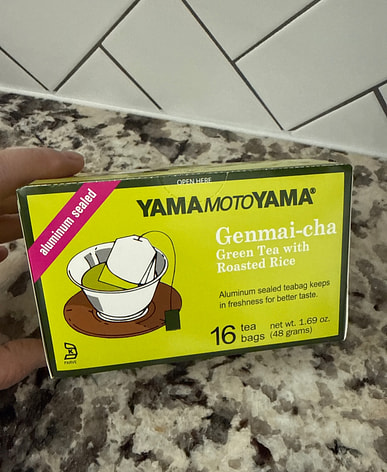 OPEN HERE
aluminum sealed
YAMAMOTOYAMA®
Genmai-cha
Green Tea with
Roasted Rice
Aluminum sealed teabag keeps
in freshness for better taste.
16 tea bags
net wt. 1.69 oz.
(48 grams)
K
PARVE